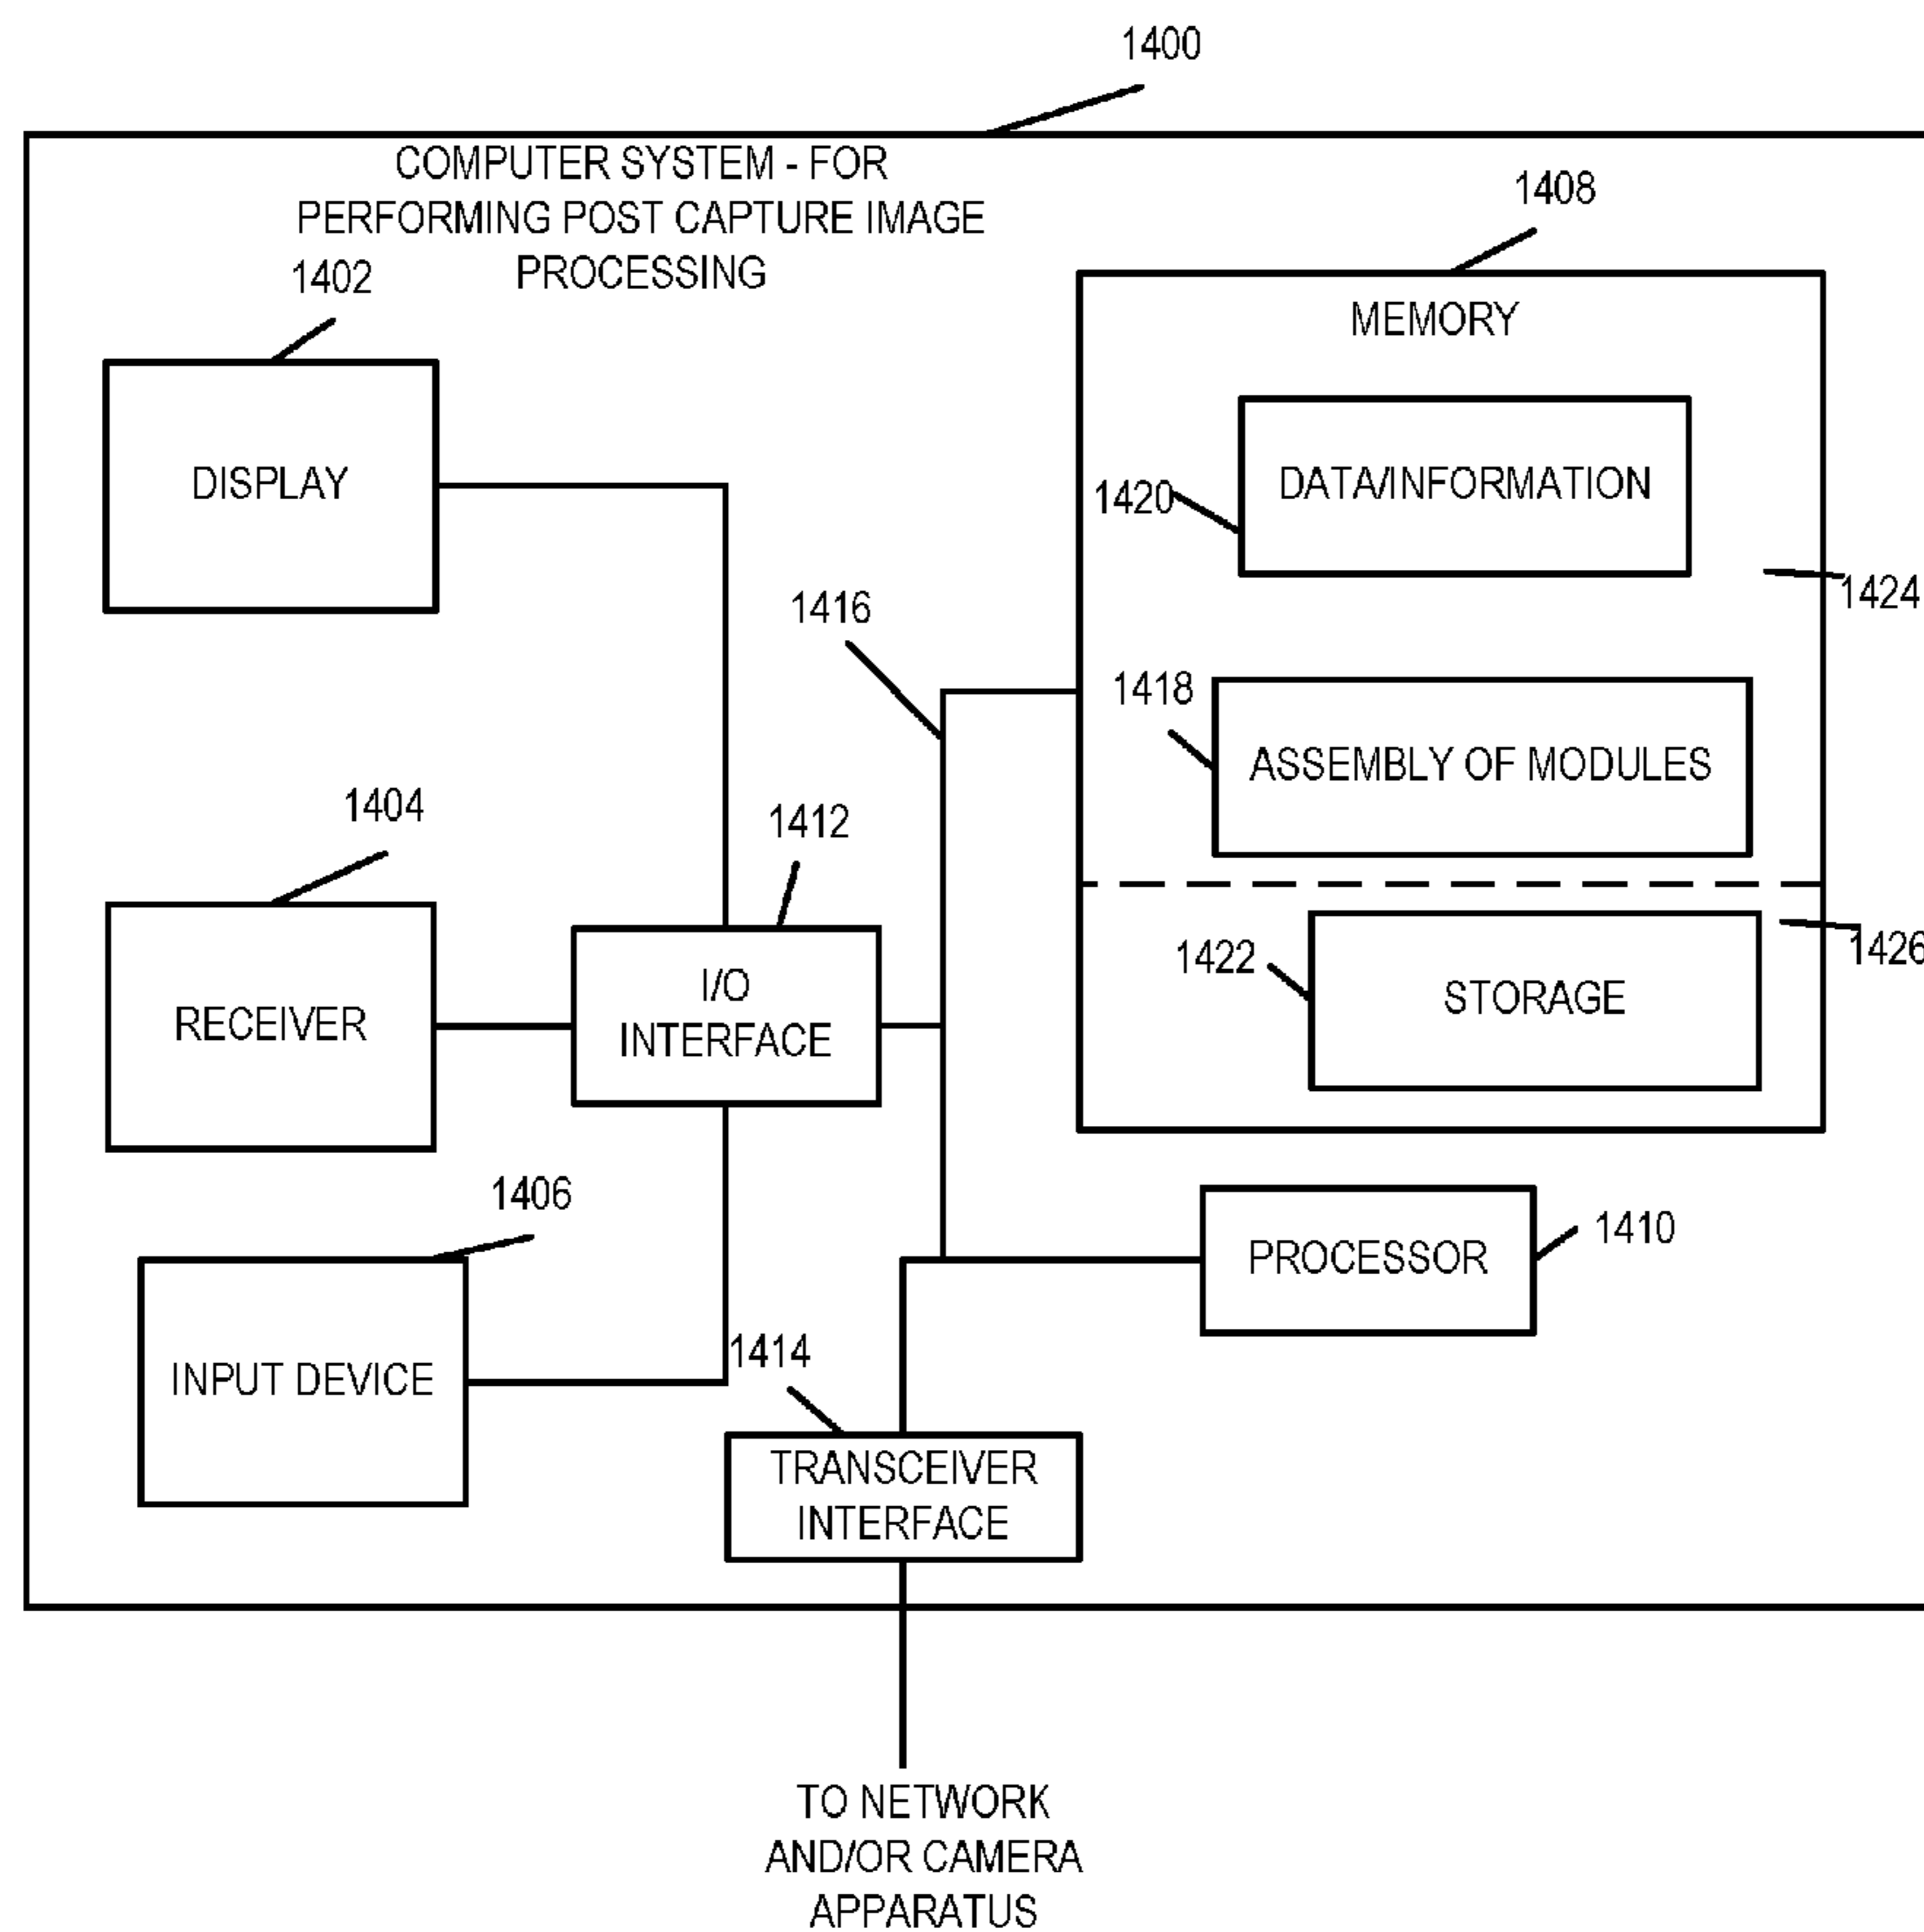 1400
COMPUTER SYSTEM - FOR
PERFORMING POST CAPTURE IMAGE
PROCESSING
1402
DISPLAY
1408
MEMORY
DATA/INFORMATION
1420
1424
1416
1418
ASSEMBLY OF MODULES
1404
RECEIVER
1412
I/O
INTERFACE
1422
STORAGE
1426
1406
INPUT DEVICE
1410
PROCESSOR
1414
TRANSCEIVER
INTERFACE
TO NETWORK
AND/OR CAMERA
APPARATUS